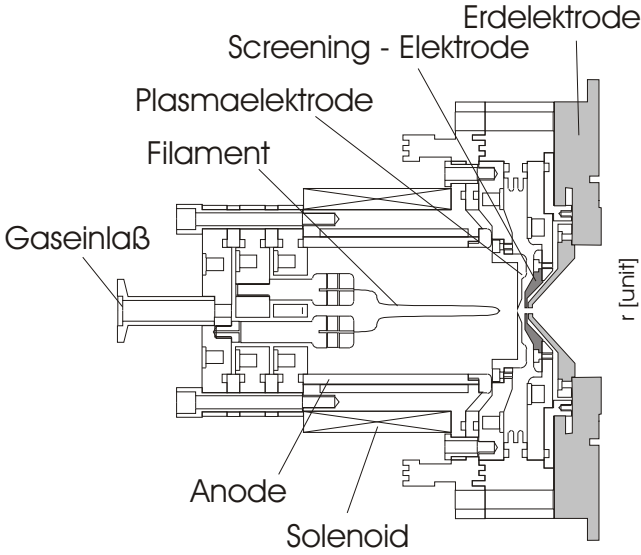 Erdelektrode
Screening - Elektrode
Plasmaelektrode
Filament
Gaseinlaß
r [unit]
Anode
Solenoid